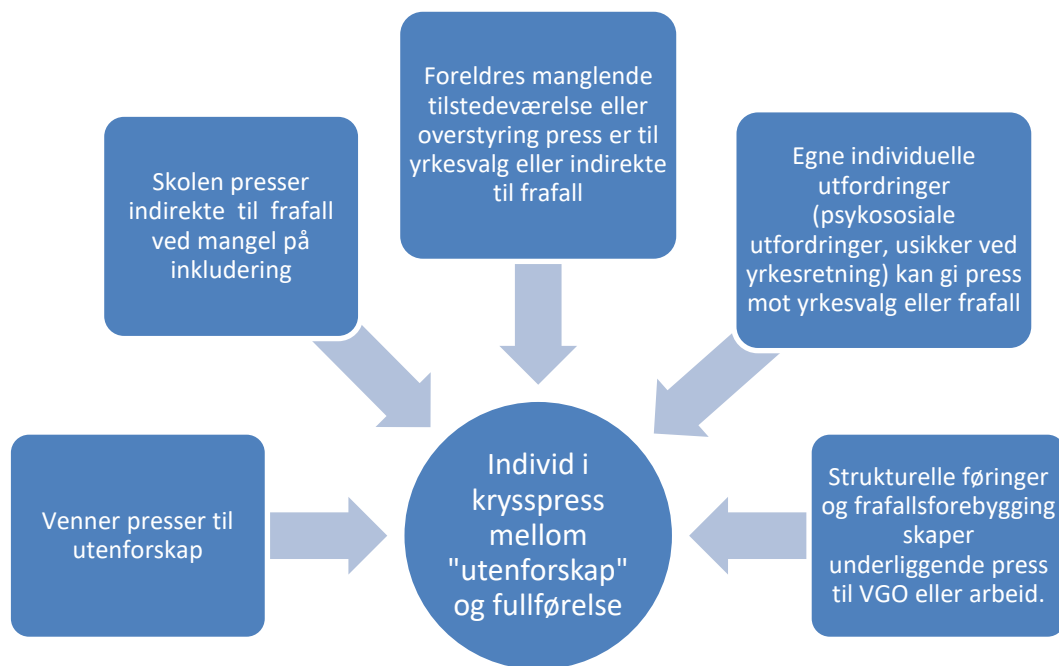 Foreldres manglende
tilstedeværelse eller
overstyring press er til
yrkesvalg eller indirekte
til frafall
Skolen presser
indirekte til frafall
ved mangel på
inkludering
Egne individuelle
utfordringer
(psykososiale
utfordringer, usikker ved
yrkesretning) kan gi press
mot yrkesvalg eller frafall
Venner presser til
utenforskap
Individ i
krysspress
mellom
"utenforskap"
og fullførelse
Strukturelle føringer
og frafallsforebygging
skaper
underliggende press
til VGO eller arbeid.